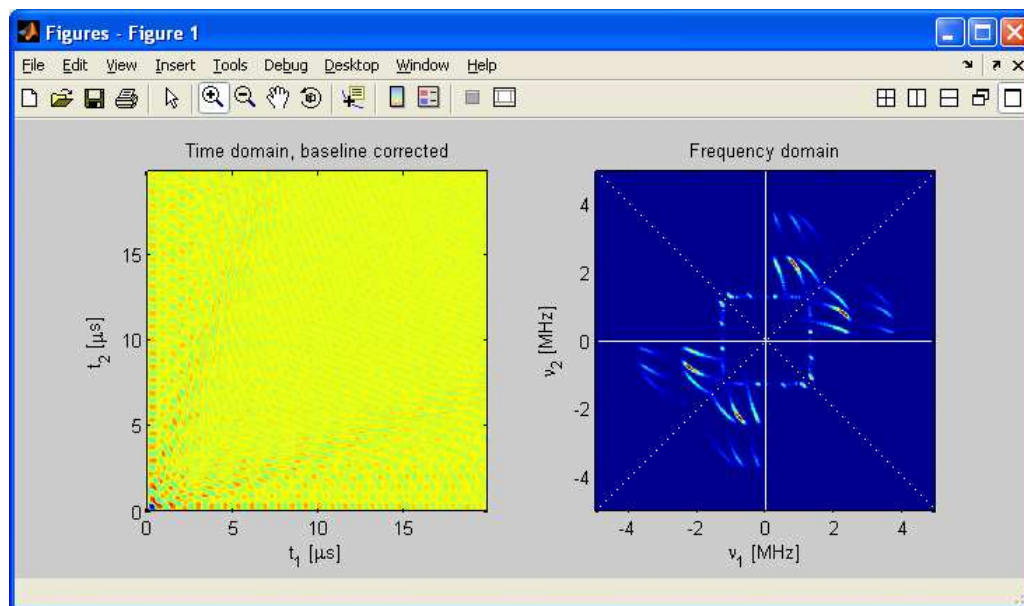 Figures - Figure 1
File Edit View Insert Tools Debug Desktop Window Help
Time domain, baseline corrected
Frequency domain
15
10
5
0
t₂ [μs]
0 5 10 15
t₁ [μs]
4
2
0
-2
-4
ν₂ [MHz]
-4 -2 0 2 4
ν₁ [MHz]